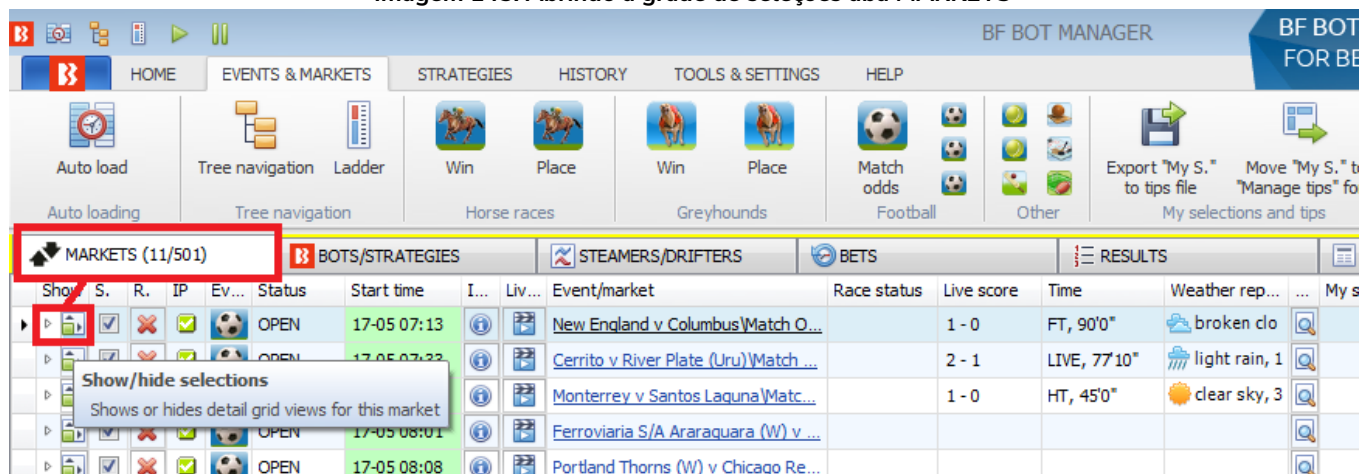 BF BOT MANAGER
BF BOT
FOR BE
HOME EVENTS & MARKETS STRATEGIES HISTORY TOOLS & SETTINGS HELP
Auto load Tree navigation Ladder Win Place Win Place Match odds Export "My S." to tips file Move "My S." to "Manage tips" fo
Auto loading Tree navigation Horse races Greyhounds Football Other My selections and tips
MARKETS (11/501) BOTS/STRATEGIES STEAMERS/DRIFTERS BETS RESULTS
Show S. R. IP Ev... Status Start time I... Liv... Event/market Race status Live score Time Weather rep... ... My s
OPEN 17-05 07:13 New England v Columbus\Match O... 1 - 0 FT, 90'0" broken clo
OPEN 17-05 07:33 Cerrito v River Plate (Uru)\Match ... 2 - 1 LIVE, 77'10" light rain, 1
Show/hide selections
Shows or hides detail grid views for this market
Monterrey v Santos Laguna\Matc... 1 - 0 HT, 45'0" clear sky, 3
OPEN 17-05 08:01 Ferroviaria S/A Araraquara (W) v ...
OPEN 17-05 08:08 Portland Thorns (W) v Chicago Re...